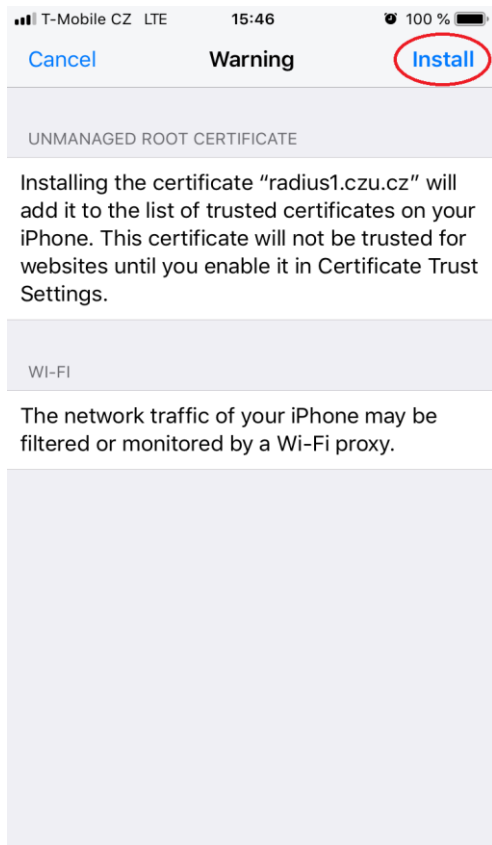 T-Mobile CZ LTE 15:46 100 %
Cancel Warning Install
UNMANAGED ROOT CERTIFICATE
Installing the certificate “radius1.czu.cz” will
add it to the list of trusted certificates on your
iPhone. This certificate will not be trusted for
websites until you enable it in Certificate Trust
Settings.
WI-FI
The network traffic of your iPhone may be
filtered or monitored by a Wi-Fi proxy.